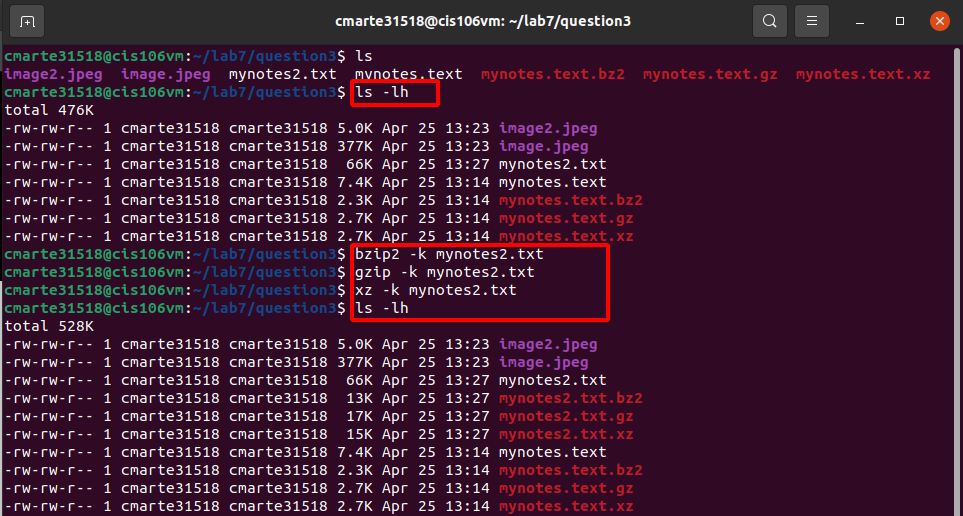 cmarte31518@cis106vm: ~/lab7/question3
cmarte31518@cis106vm:~/lab7/question3$ ls
image2.jpeg  image.jpeg  mynotes2.txt  mynotes.text  mynotes.text.bz2  mynotes.text.gz  mynotes.text.xz
cmarte31518@cis106vm:~/lab7/question3$ ls -lh
total 476K
-rw-rw-r-- 1 cmarte31518 cmarte31518 5.0K Apr 25 13:23 image2.jpeg
-rw-rw-r-- 1 cmarte31518 cmarte31518 377K Apr 25 13:23 image.jpeg
-rw-rw-r-- 1 cmarte31518 cmarte31518  66K Apr 25 13:27 mynotes2.txt
-rw-rw-r-- 1 cmarte31518 cmarte31518 7.4K Apr 25 13:14 mynotes.text
-rw-rw-r-- 1 cmarte31518 cmarte31518 2.3K Apr 25 13:14 mynotes.text.bz2
-rw-rw-r-- 1 cmarte31518 cmarte31518 2.7K Apr 25 13:14 mynotes.text.gz
-rw-rw-r-- 1 cmarte31518 cmarte31518 2.7K Apr 25 13:14 mynotes.text.xz
cmarte31518@cis106vm:~/lab7/question3$ bzip2 -k mynotes2.txt
cmarte31518@cis106vm:~/lab7/question3$ gzip -k mynotes2.txt
cmarte31518@cis106vm:~/lab7/question3$ xz -k mynotes2.txt
cmarte31518@cis106vm:~/lab7/question3$ ls -lh
total 528K
-rw-rw-r-- 1 cmarte31518 cmarte31518 5.0K Apr 25 13:23 image2.jpeg
-rw-rw-r-- 1 cmarte31518 cmarte31518 377K Apr 25 13:23 image.jpeg
-rw-rw-r-- 1 cmarte31518 cmarte31518  66K Apr 25 13:27 mynotes2.txt
-rw-rw-r-- 1 cmarte31518 cmarte31518  13K Apr 25 13:27 mynotes2.txt.bz2
-rw-rw-r-- 1 cmarte31518 cmarte31518  17K Apr 25 13:27 mynotes2.txt.gz
-rw-rw-r-- 1 cmarte31518 cmarte31518  15K Apr 25 13:27 mynotes2.txt.xz
-rw-rw-r-- 1 cmarte31518 cmarte31518 7.4K Apr 25 13:14 mynotes.text
-rw-rw-r-- 1 cmarte31518 cmarte31518 2.3K Apr 25 13:14 mynotes.text.bz2
-rw-rw-r-- 1 cmarte31518 cmarte31518 2.7K Apr 25 13:14 mynotes.text.gz
-rw-rw-r-- 1 cmarte31518 cmarte31518 2.7K Apr 25 13:14 mynotes.text.xz